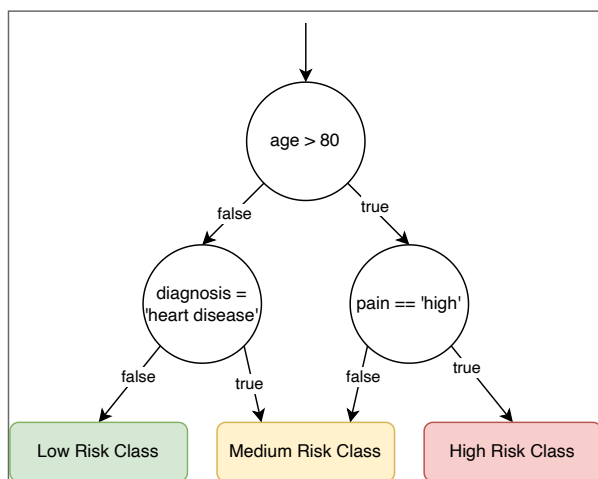 age > 80
false
true
diagnosis =
'heart disease'
pain == 'high'
false
true
false
true
Low Risk Class
Medium Risk Class
High Risk Class